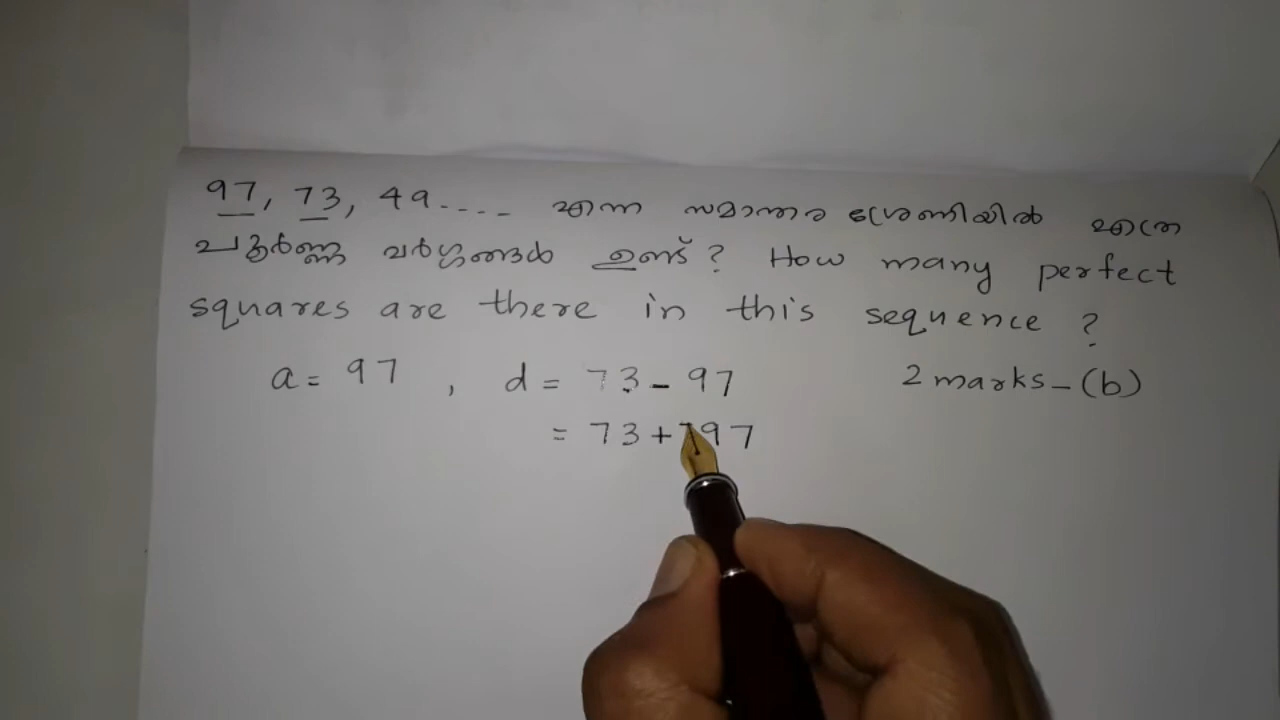 97, 73, 49.... എന്ന സമാന്തര ശ്രേണിയിൽ എത്ര
പൂർണ്ണ വർഗ്ഗങ്ങൾ ഉണ്ട്? How many perfect
squares are there in this sequence ?
a = 97 , d = 73 - 97 2 marks - (b)
= 73 + -97